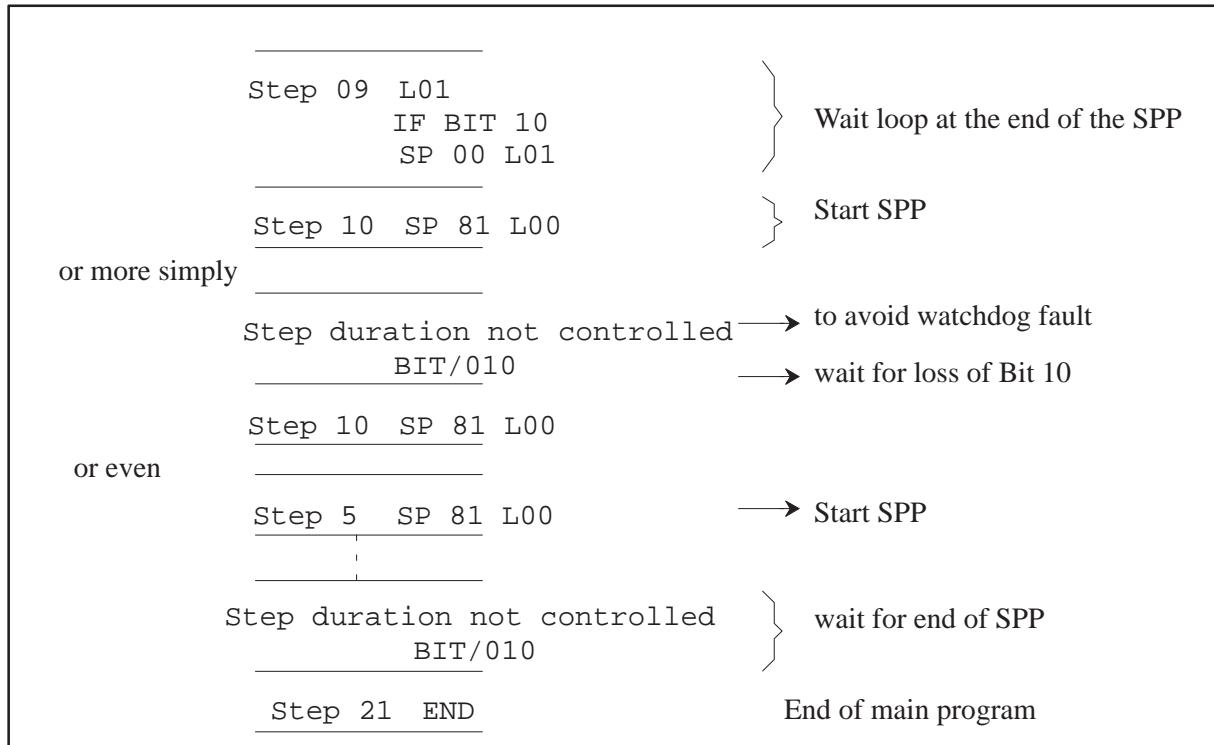 Step 09 L01
IF BIT 10
SP 00 L01
Wait loop at the end of the SPP
Step 10 SP 81 L00
Start SPP
or more simply
Step duration not controlled
to avoid watchdog fault
BIT/010
wait for loss of Bit 10
Step 10 SP 81 L00
or even
Step 5 SP 81 L00
Start SPP
Step duration not controlled
BIT/010
wait for end of SPP
Step 21 END
End of main program